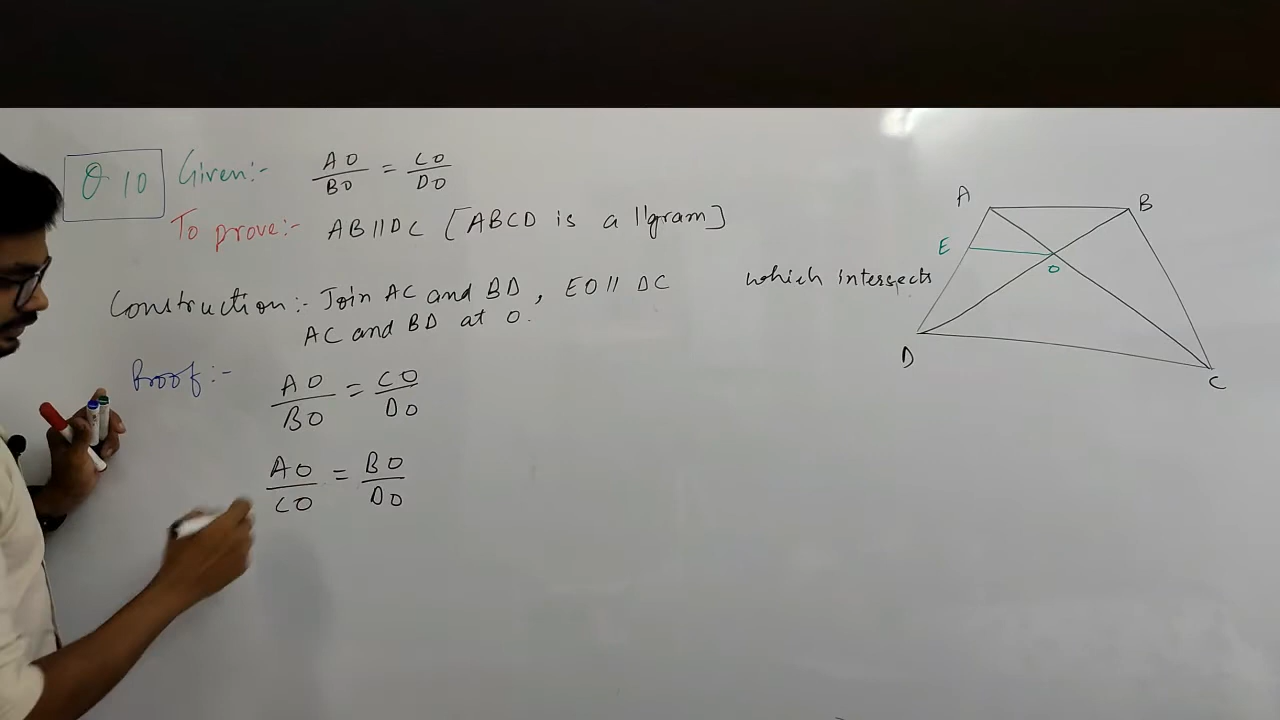 Q 10 Given:- AO/BO = CO/DO
To prove:- AB||DC [ABCD is a ||gram]
Construction:- Join AC and BD, EO || DC which intersects
AC and BD at O.
Proof:- AO/BO = CO/DO
AO/CO = BO/DO
A
B
E
O
D
C